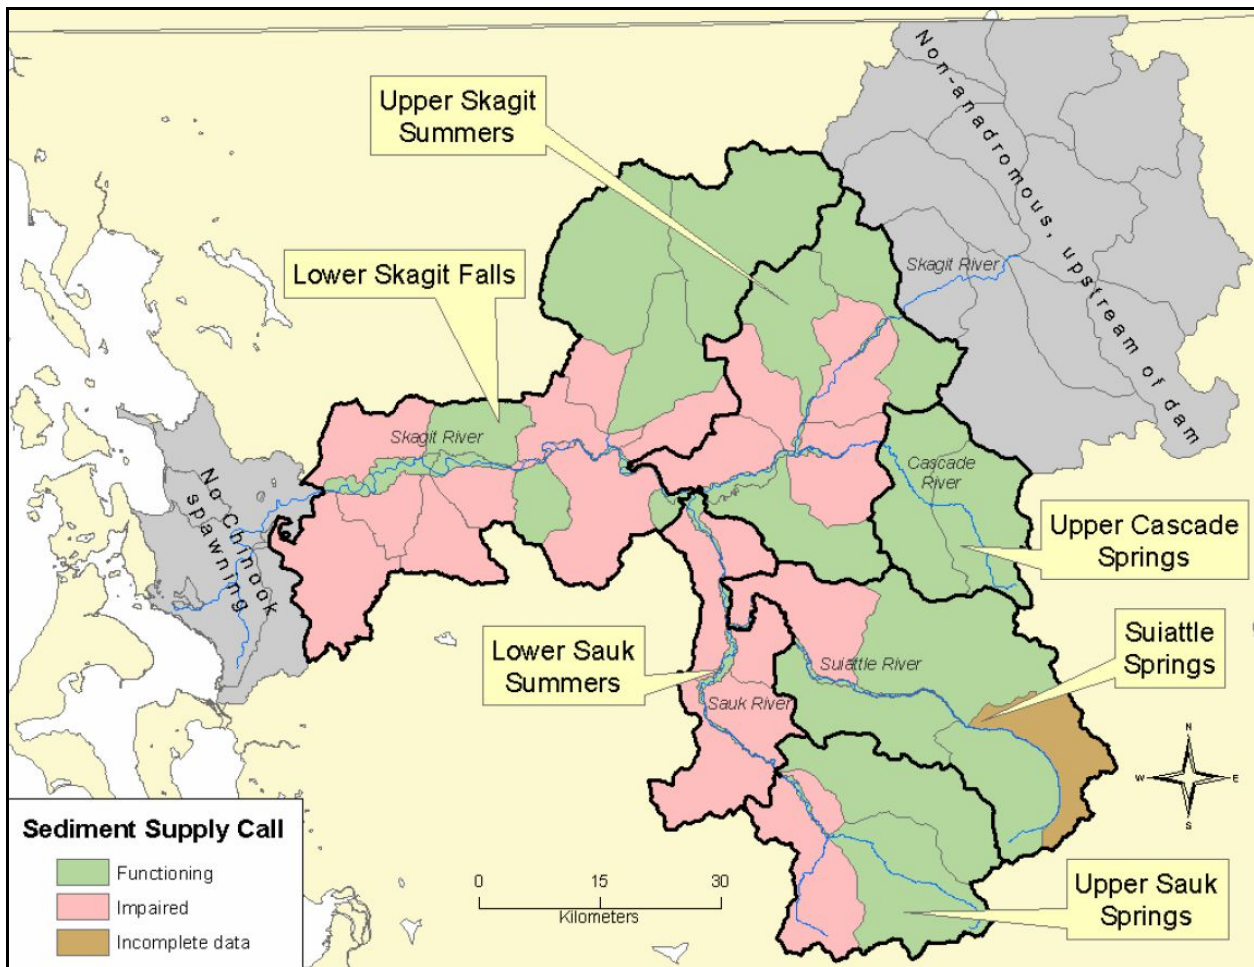 Non-anadromous, upstream of dam
Upper Skagit
Summers
Skagit River
Lower Skagit Falls
Skagit River
Cascade
River
No Chinook
spawning
Upper Cascade
Springs
Suiattle
Springs
Lower Sauk
Summers
Suiattle River
Sauk River
N
W
E
S
Sediment Supply Call
Functioning
Impaired
Incomplete data
0
15
30
Kilometers
Upper Sauk
Springs